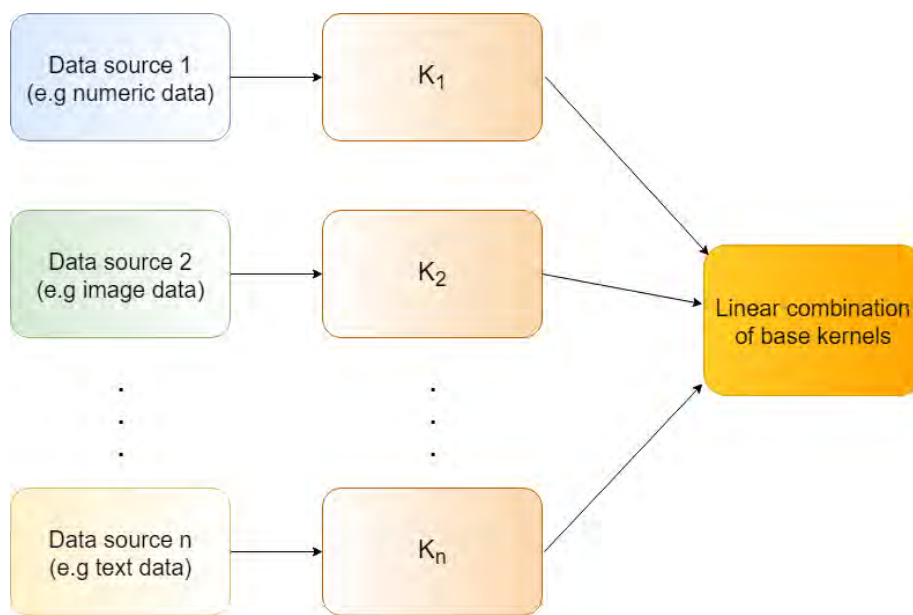 Data source 1
(e.g numeric data)
K₁
Data source 2
(e.g image data)
K₂
Linear combination
of base kernels
Data source n
(e.g text data)
Kₙ